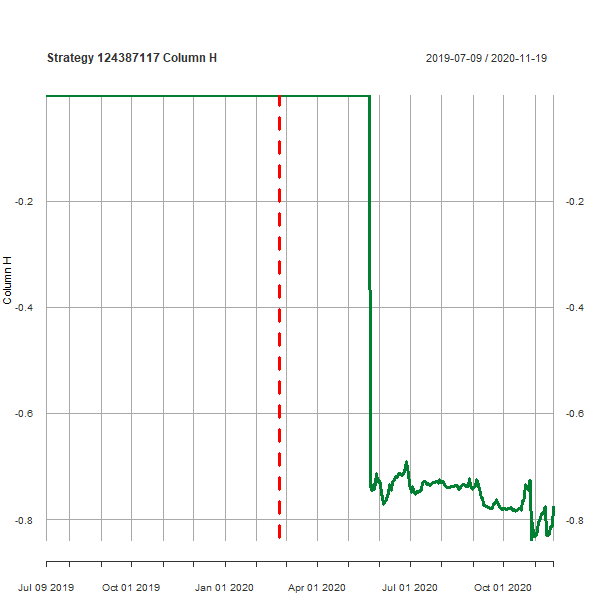 Strategy 124387117 Column H
2019-07-09 / 2020-11-19
-0.2
-0.2
-0.4
-0.4
Column H
-0.6
-0.6
-0.8
-0.8
Jul 09 2019
Oct 01 2019
Jan 01 2020
Apr 01 2020
Jul 01 2020
Oct 01 2020